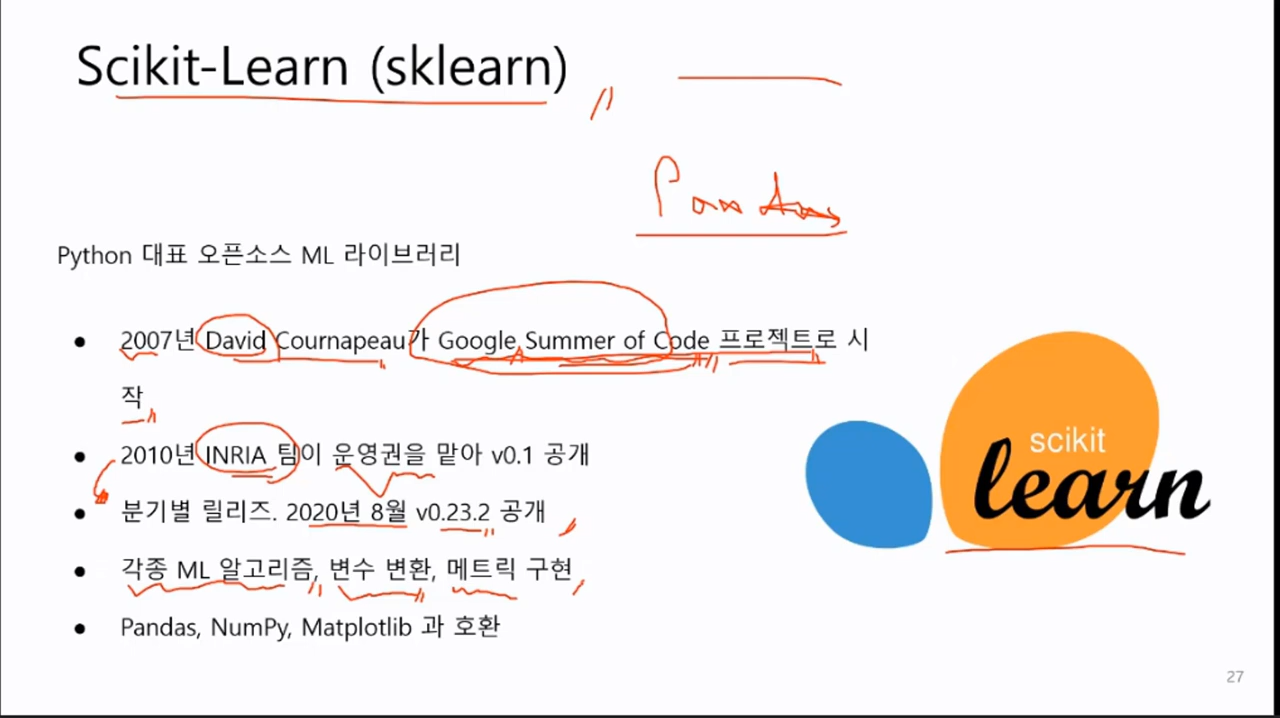 Scikit-Learn (sklearn)
Pandas
Python 대표 오픈소스 ML 라이브러리
● 2007년 David Cournapeau가 Google Summer of Code 프로젝트로 시
작
● 2010년 INRIA 팀이 운영권을 맡아 v0.1 공개
● 분기별 릴리즈. 2020년 8월 v0.23.2 공개
● 각종 ML 알고리즘, 변수 변환, 메트릭 구현
● Pandas, NumPy, Matplotlib 과 호환
scikit
learn
27